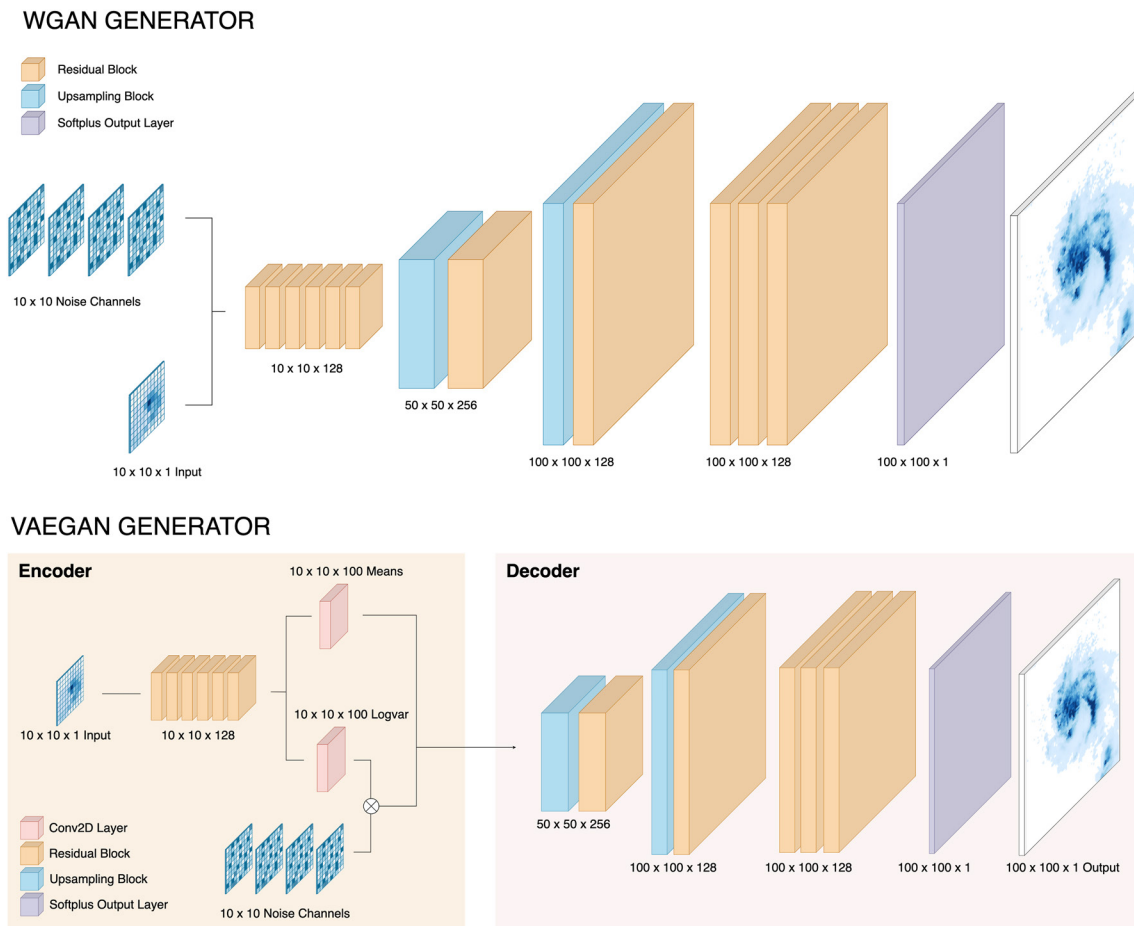 WGAN GENERATOR
Residual Block
Upsampling Block
Softplus Output Layer
10 x 10 Noise Channels
10 x 10 x 1 Input
10 x 10 x 128
50 x 50 x 256
100 x 100 x 128
100 x 100 x 128
100 x 100 x 1
VAEGAN GENERATOR
Encoder
10 x 10 x 100 Means
10 x 10 x 1 Input
10 x 10 x 128
10 x 10 x 100 Logvar
Conv2D Layer
Residual Block
Upsampling Block
Softplus Output Layer
10 x 10 Noise Channels
Decoder
50 x 50 x 256
100 x 100 x 128
100 x 100 x 128
100 x 100 x 1
100 x 100 x 1 Output